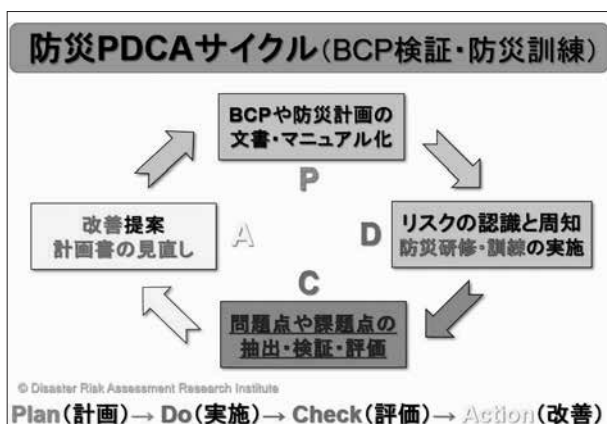 防災PDCAサイクル(BCP検証・防災訓練)
BCPや防災計画の
文書・マニュアル化
P
改善提案
計画書の見直し
A
D
リスクの認識と周知
防災研修・訓練の実施
C
問題点や課題点の
抽出・検証・評価
© Disaster Risk Assessment Research Institute
Plan(計画)→ Do(実施)→ Check(評価)→ Action(改善)